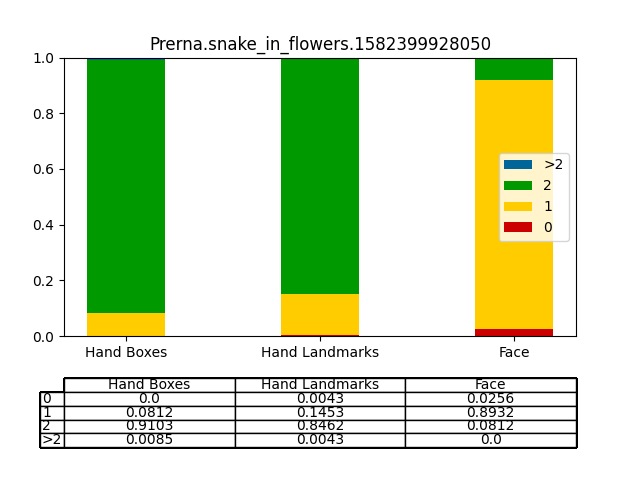 Prerna.snake_in_flowers.1582399928050
1.0
0.8
0.6
0.4
0.2
0.0
>2
2
1
0
Hand Boxes Hand Landmarks Face
Hand Boxes Hand Landmarks Face
0 0.0 0.0043 0.0256
1 0.0812 0.1453 0.8932
2 0.9103 0.8462 0.0812
>2 0.0085 0.0043 0.0